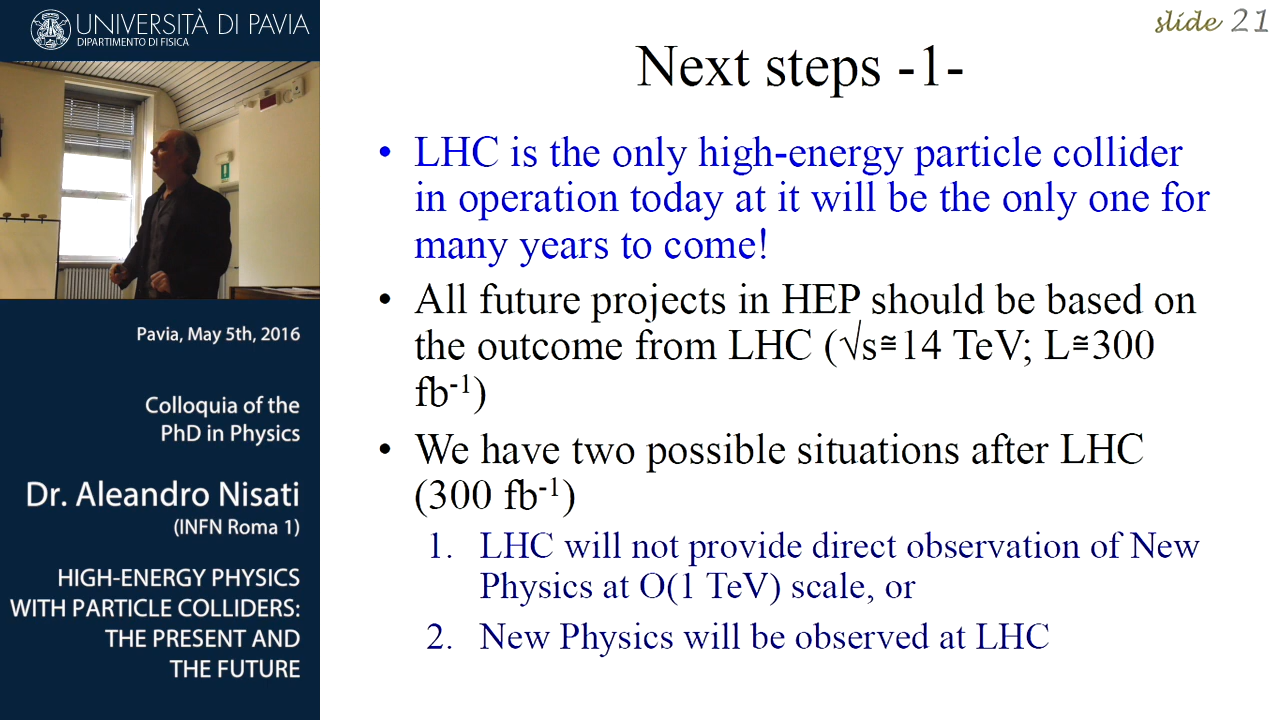 UNIVERSITÀ DI PAVIA
DIPARTIMENTO DI FISICA
slide 21
Next steps -1-
• LHC is the only high-energy particle collider
in operation today at it will be the only one for
many years to come!
• All future projects in HEP should be based on
the outcome from LHC (√s≅14 TeV; L≅300
fb⁻¹)
• We have two possible situations after LHC
(300 fb⁻¹)
1. LHC will not provide direct observation of New
Physics at O(1 TeV) scale, or
2. New Physics will be observed at LHC
Pavia, May 5th, 2016
Colloquia of the
PhD in Physics
Dr. Aleandro Nisati
(INFN Roma 1)
HIGH-ENERGY PHYSICS
WITH PARTICLE COLLIDERS:
THE PRESENT AND
THE FUTURE